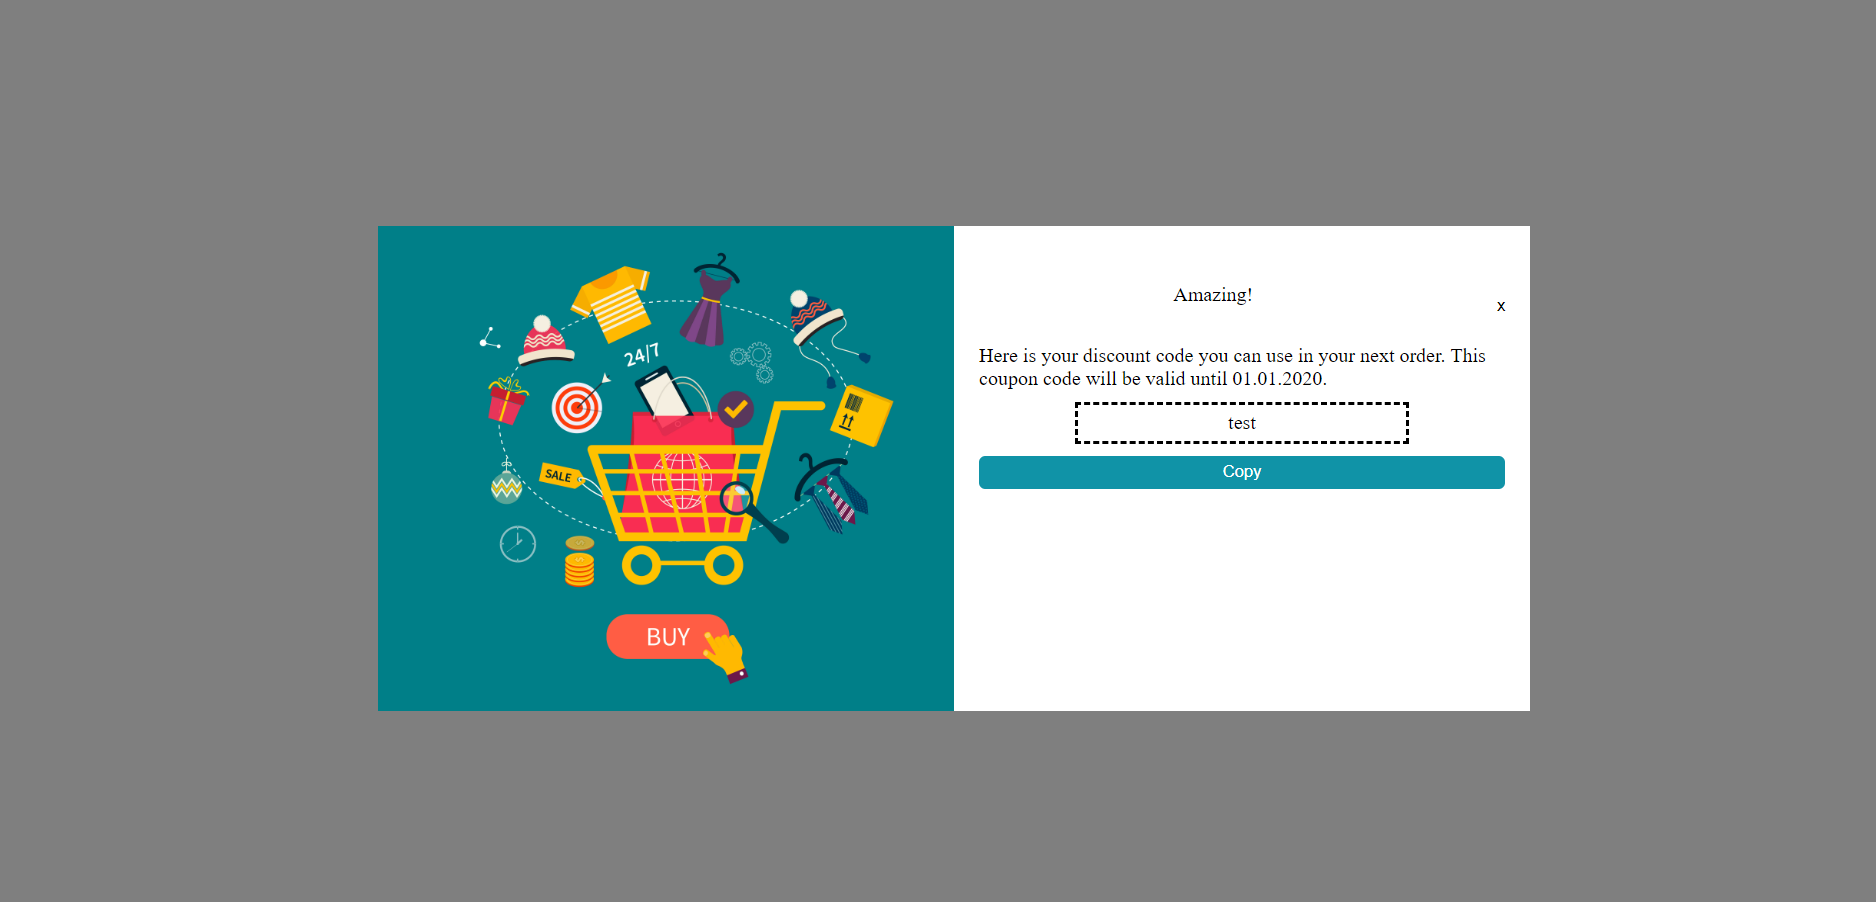 24/7
SALE
BUY
Amazing!
x
Here is your discount code you can use in your next order. This
coupon code will be valid until 01.01.2020.
test
Copy